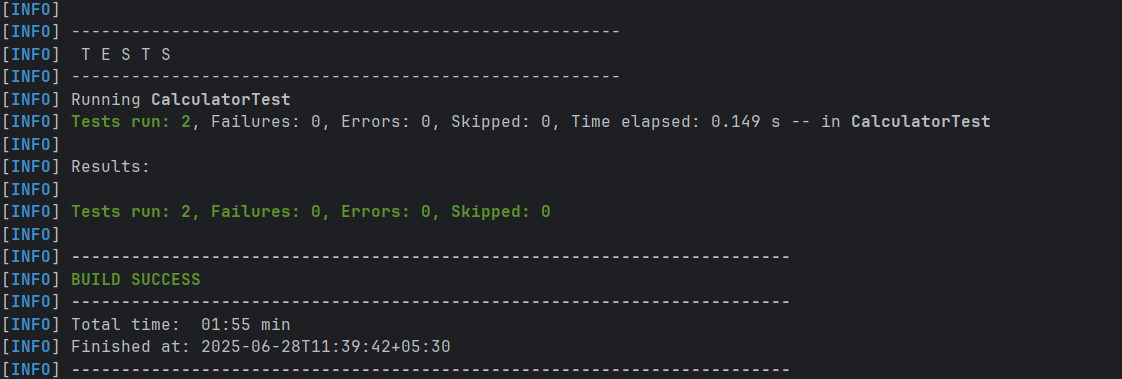 [INFO]
[INFO] -------------------------------------------------------
[INFO]  T E S T S
[INFO] -------------------------------------------------------
[INFO] Running CalculatorTest
[INFO] Tests run: 2, Failures: 0, Errors: 0, Skipped: 0, Time elapsed: 0.149 s -- in CalculatorTest
[INFO]
[INFO] Results:
[INFO]
[INFO] Tests run: 2, Failures: 0, Errors: 0, Skipped: 0
[INFO]
[INFO] ------------------------------------------------------------------------
[INFO] BUILD SUCCESS
[INFO] ------------------------------------------------------------------------
[INFO] Total time:  01:55 min
[INFO] Finished at: 2025-06-28T11:39:42+05:30
[INFO] ------------------------------------------------------------------------